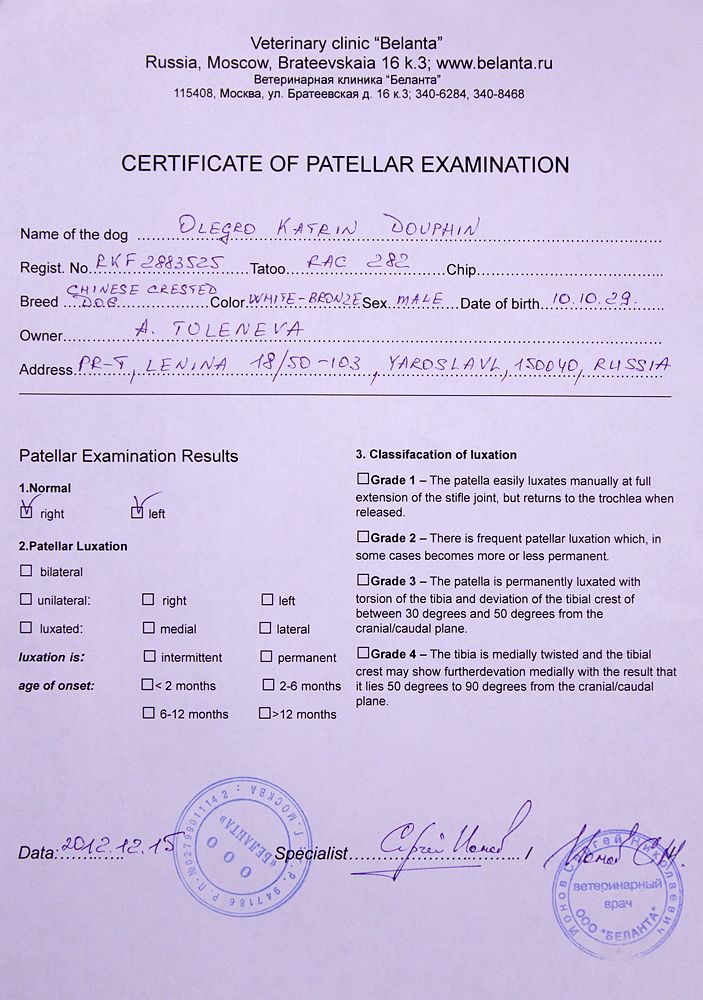 Veterinary clinic “Belanta”
Russia, Moscow, Brateevskaia 16 k.3; www.belanta.ru
Ветеринарная клиника “Беланта”
115408, Москва, ул. Братеевская д. 16 к.3; 340-6284, 340-8468
CERTIFICATE OF PATELLAR EXAMINATION
Name of the dog OLEGRO KATRIN DOUPHIN
Regist. No. RKF 2883525 Tatoo RAC 282 Chip
Breed CHINESE CRESTED DOG Color WHITE-BRONZE Sex MALE Date of birth 10.10.29.
Owner A. TOLENEVA
Address PR-T, LENINA 18/50-103, YAROSLAVL, 150040, RUSSIA
Patellar Examination Results
1.Normal
right left
2.Patellar Luxation
bilateral
unilateral: right left
luxated: medial lateral
luxation is: intermittent permanent
age of onset: < 2 months 2-6 months
6-12 months >12 months
3. Classifacation of luxation
Grade 1 – The patella easily luxates manually at full
extension of the stifle joint, but returns to the trochlea when
released.
Grade 2 – There is frequent patellar luxation which, in
some cases becomes more or less permanent.
Grade 3 – The patella is permanently luxated with
torsion of the tibia and deviation of the tibial crest of
between 30 degrees and 50 degrees from the
cranial/caudal plane.
Grade 4 – The tibia is medially twisted and the tibial
crest may show furtherdevation medially with the result that
it lies 50 degrees to 90 degrees from the cranial/caudal
plane.
Data: 2012.12.15 Specialist Сергей Ионов /
Ионов С.Н.
Г. МОСКВА
"БЕЛАНТА"
ООО
Ионов Сергей Николаевич
ветеринарный
врач
ООО "БЕЛАНТА"